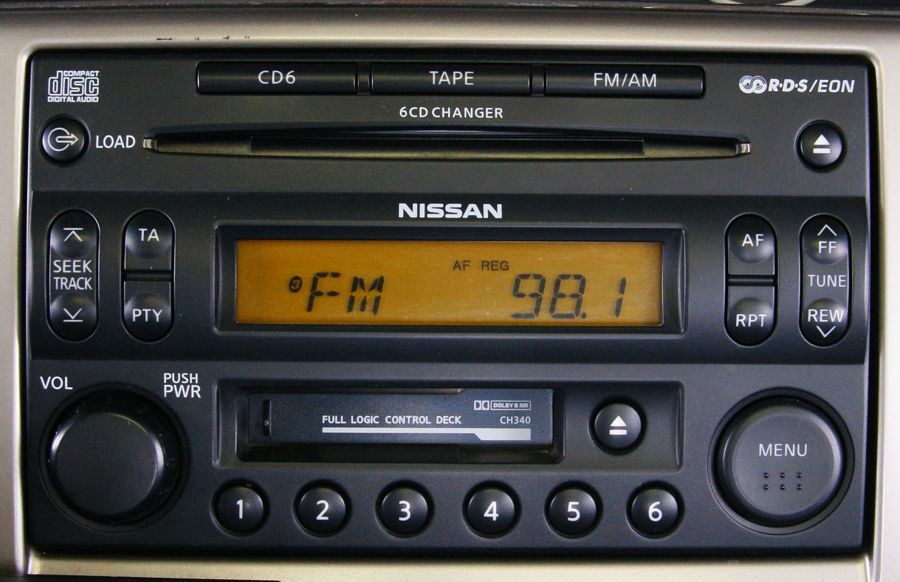 COMPACT
disc
DIGITAL AUDIO
CD6 TAPE FM/AM
R·D·S/EON
6CD CHANGER
LOAD
NISSAN
SEEK
TRACK
TA
PTY
AF REG
FM 98.1
AF
RPT
FF
TUNE
REW
VOL
PUSH
PWR
DOLBY B NR
FULL LOGIC CONTROL DECK CH340
MENU
1 2 3 4 5 6